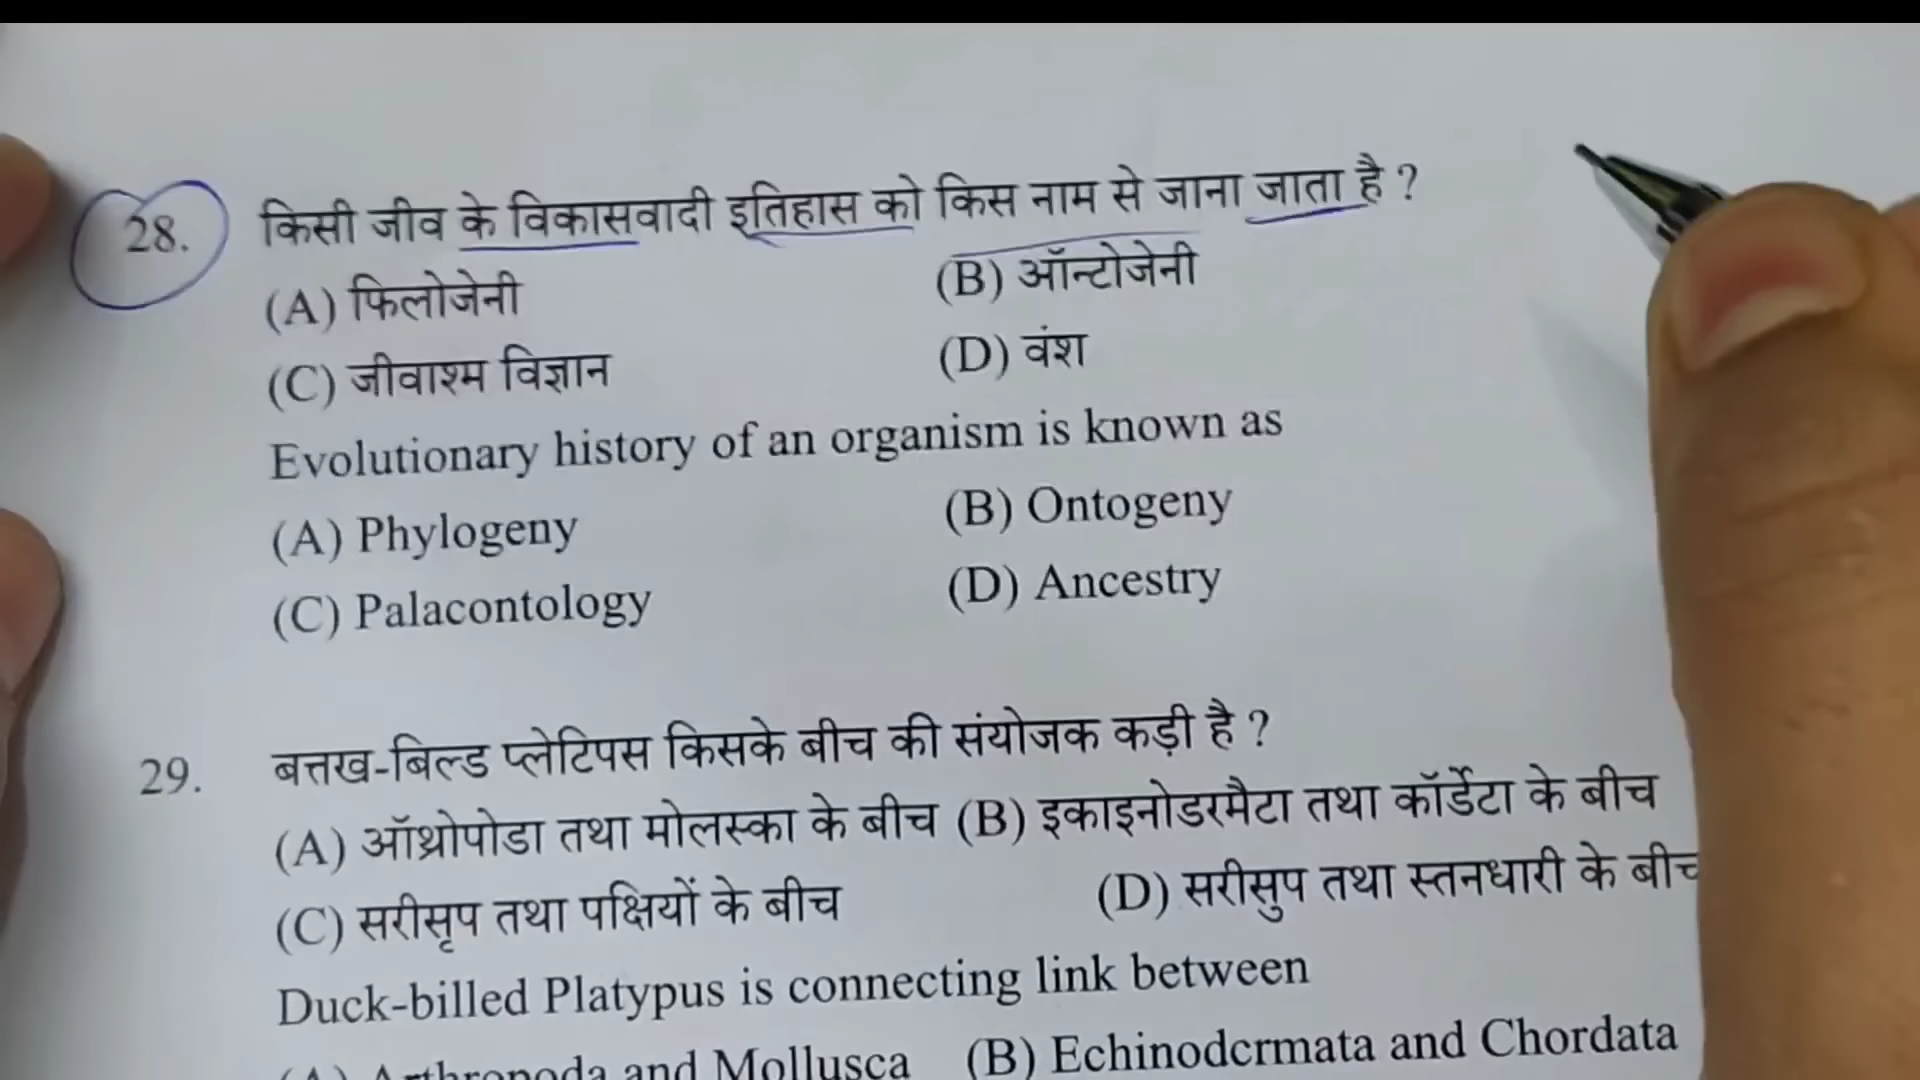 28. किसी जीव के विकासवादी इतिहास को किस नाम से जाना जाता है ?
(A) फिलोजेनी (B) ऑन्टोजेनी
(C) जीवाश्म विज्ञान (D) वंश
Evolutionary history of an organism is known as
(A) Phylogeny (B) Ontogeny
(C) Palacontology (D) Ancestry
29. बत्तख-बिल्ड प्लेटिपस किसके बीच की संयोजक कड़ी है ?
(A) ऑथ्रोपोडा तथा मोलस्का के बीच (B) इकाइनोडरमैटा तथा कॉर्डेटा के बीच
(C) सरीसृप तथा पक्षियों के बीच (D) सरीसुप तथा स्तनधारी के बीच
Duck-billed Platypus is connecting link between
(A) Arthropoda and Mollusca (B) Echinodcrmata and Chordata